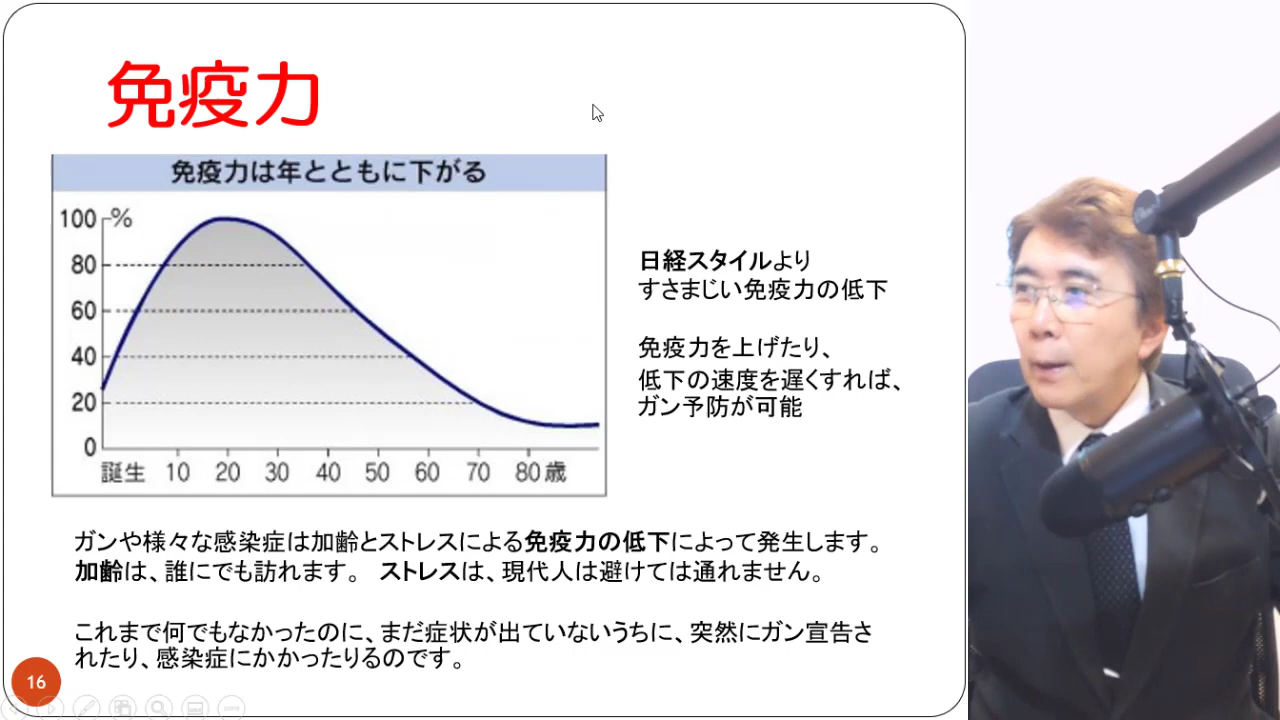 免疫力
免疫力は年とともに下がる
100 %
80
60
40
20
0
誕生 10 20 30 40 50 60 70 80 歳
日経スタイルより
すさまじい免疫力の低下
免疫力を上げたり、
低下の速度を遅くすれば、
ガン予防が可能
ガンや様々な感染症は加齢とストレスによる免疫力の低下によって発生します。
加齢は、誰にでも訪れます。 ストレスは、現代人は避けては通れません。
これまで何でもなかったのに、まだ症状が出ていないうちに、突然にガン宣告さ
れたり、感染症にかかったりるのです。
16